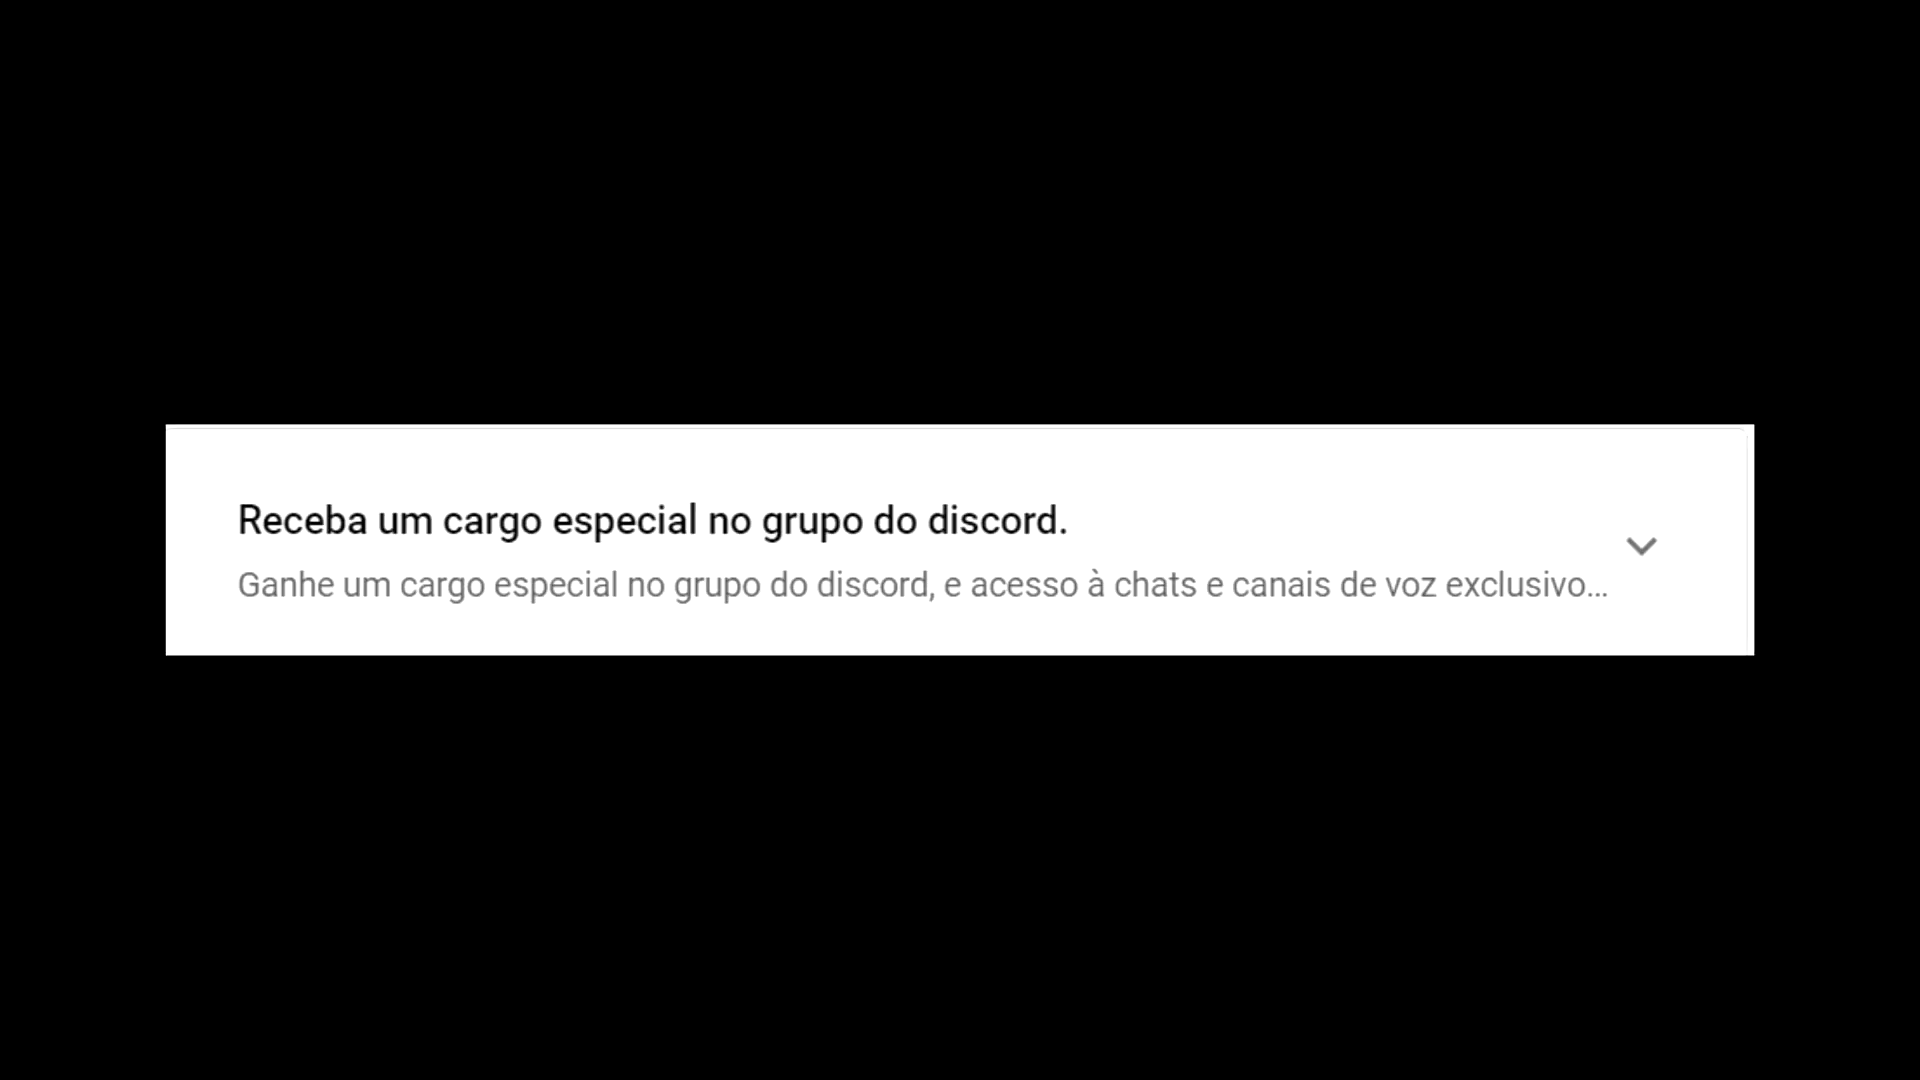 Receba um cargo especial no grupo do discord.
Ganhe um cargo especial no grupo do discord, e acesso à chats e canais de voz exclusivo...